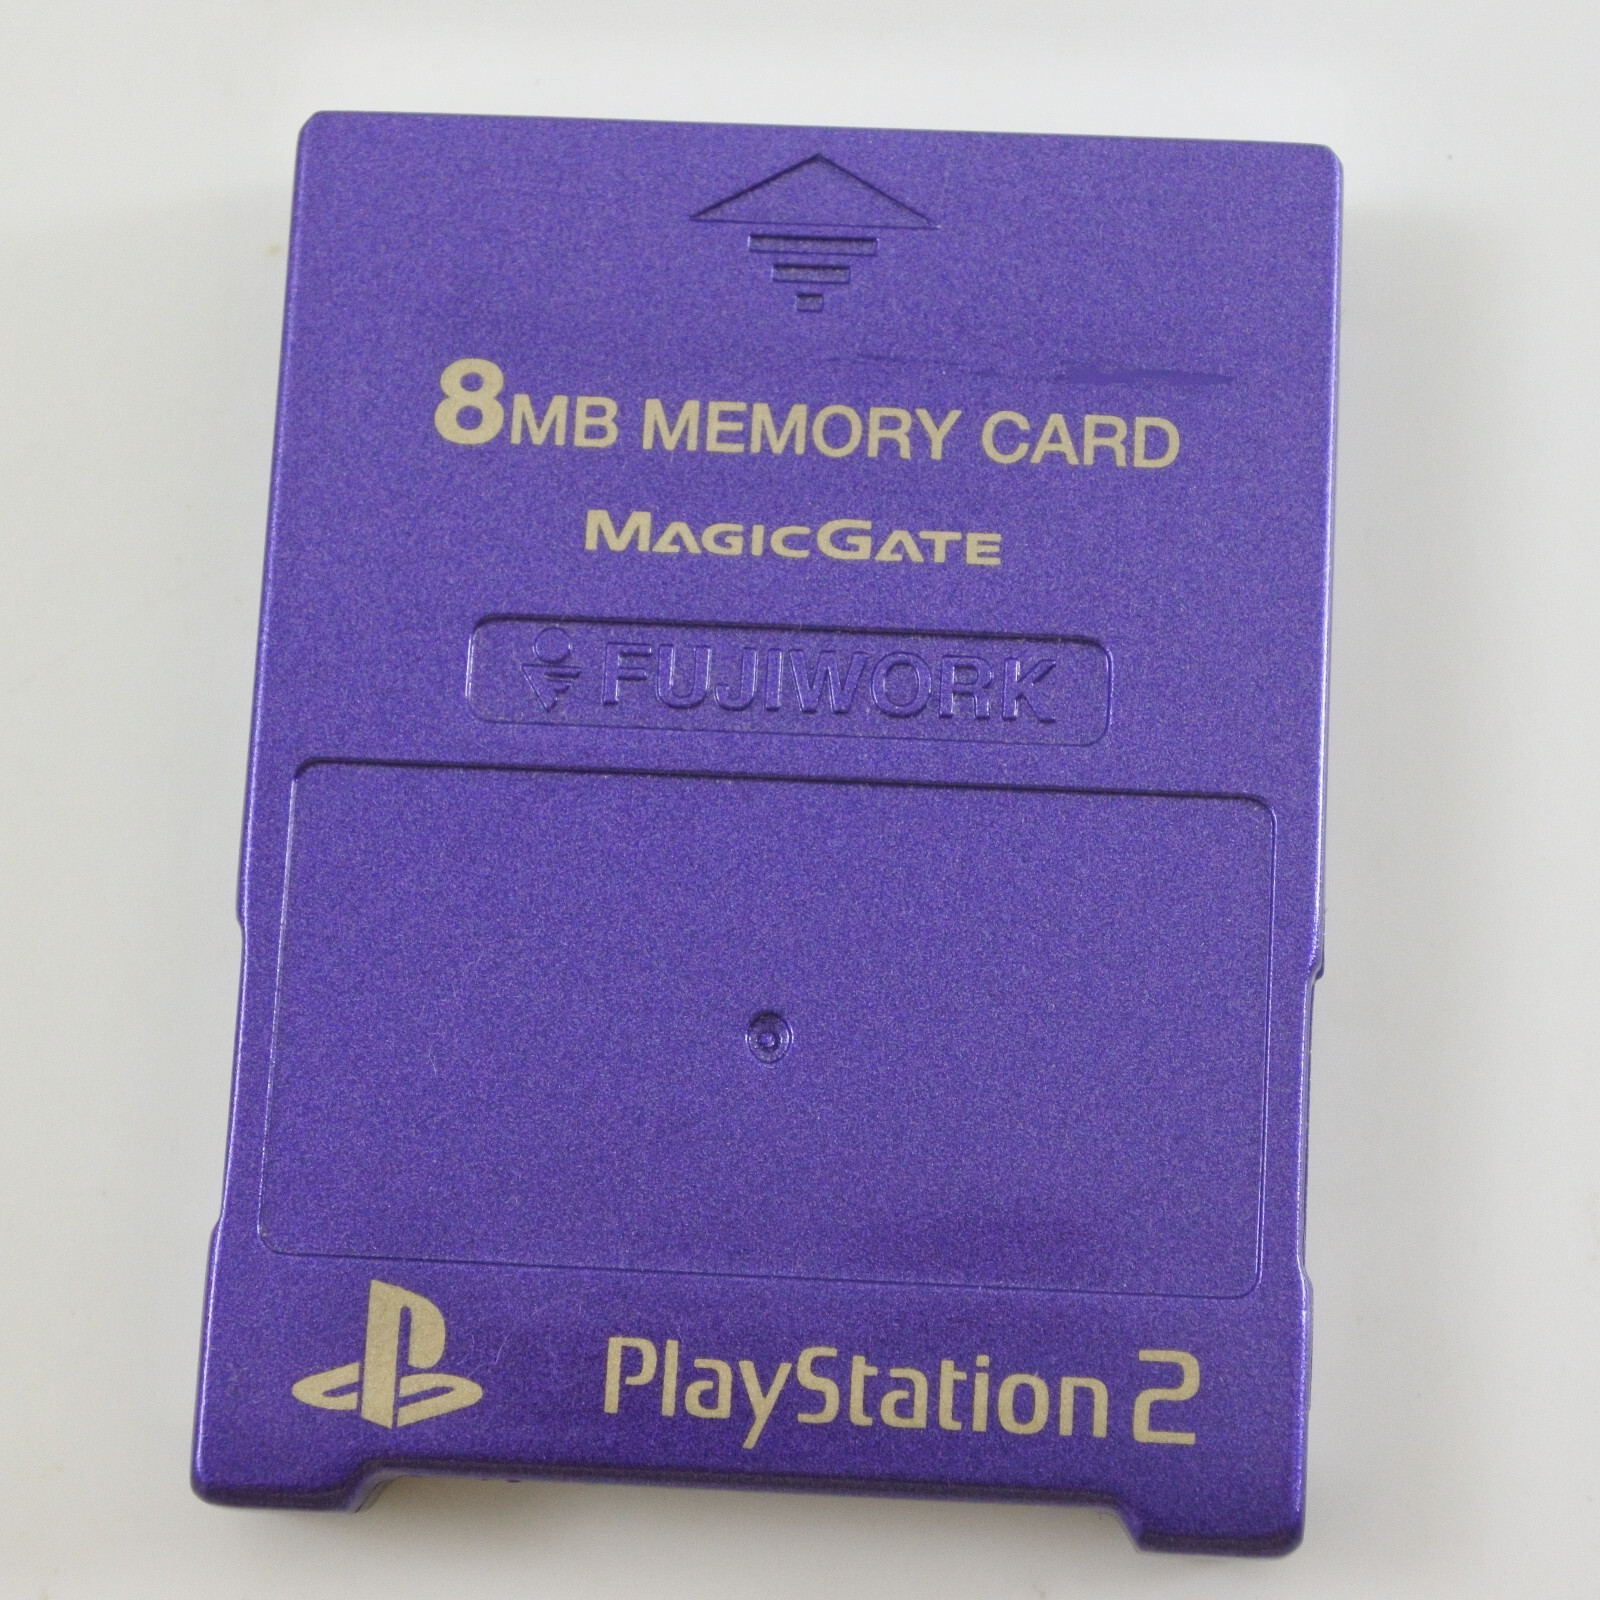 8MB MEMORY CARD
MAGICGATE
FUJIWORK
PlayStation 2